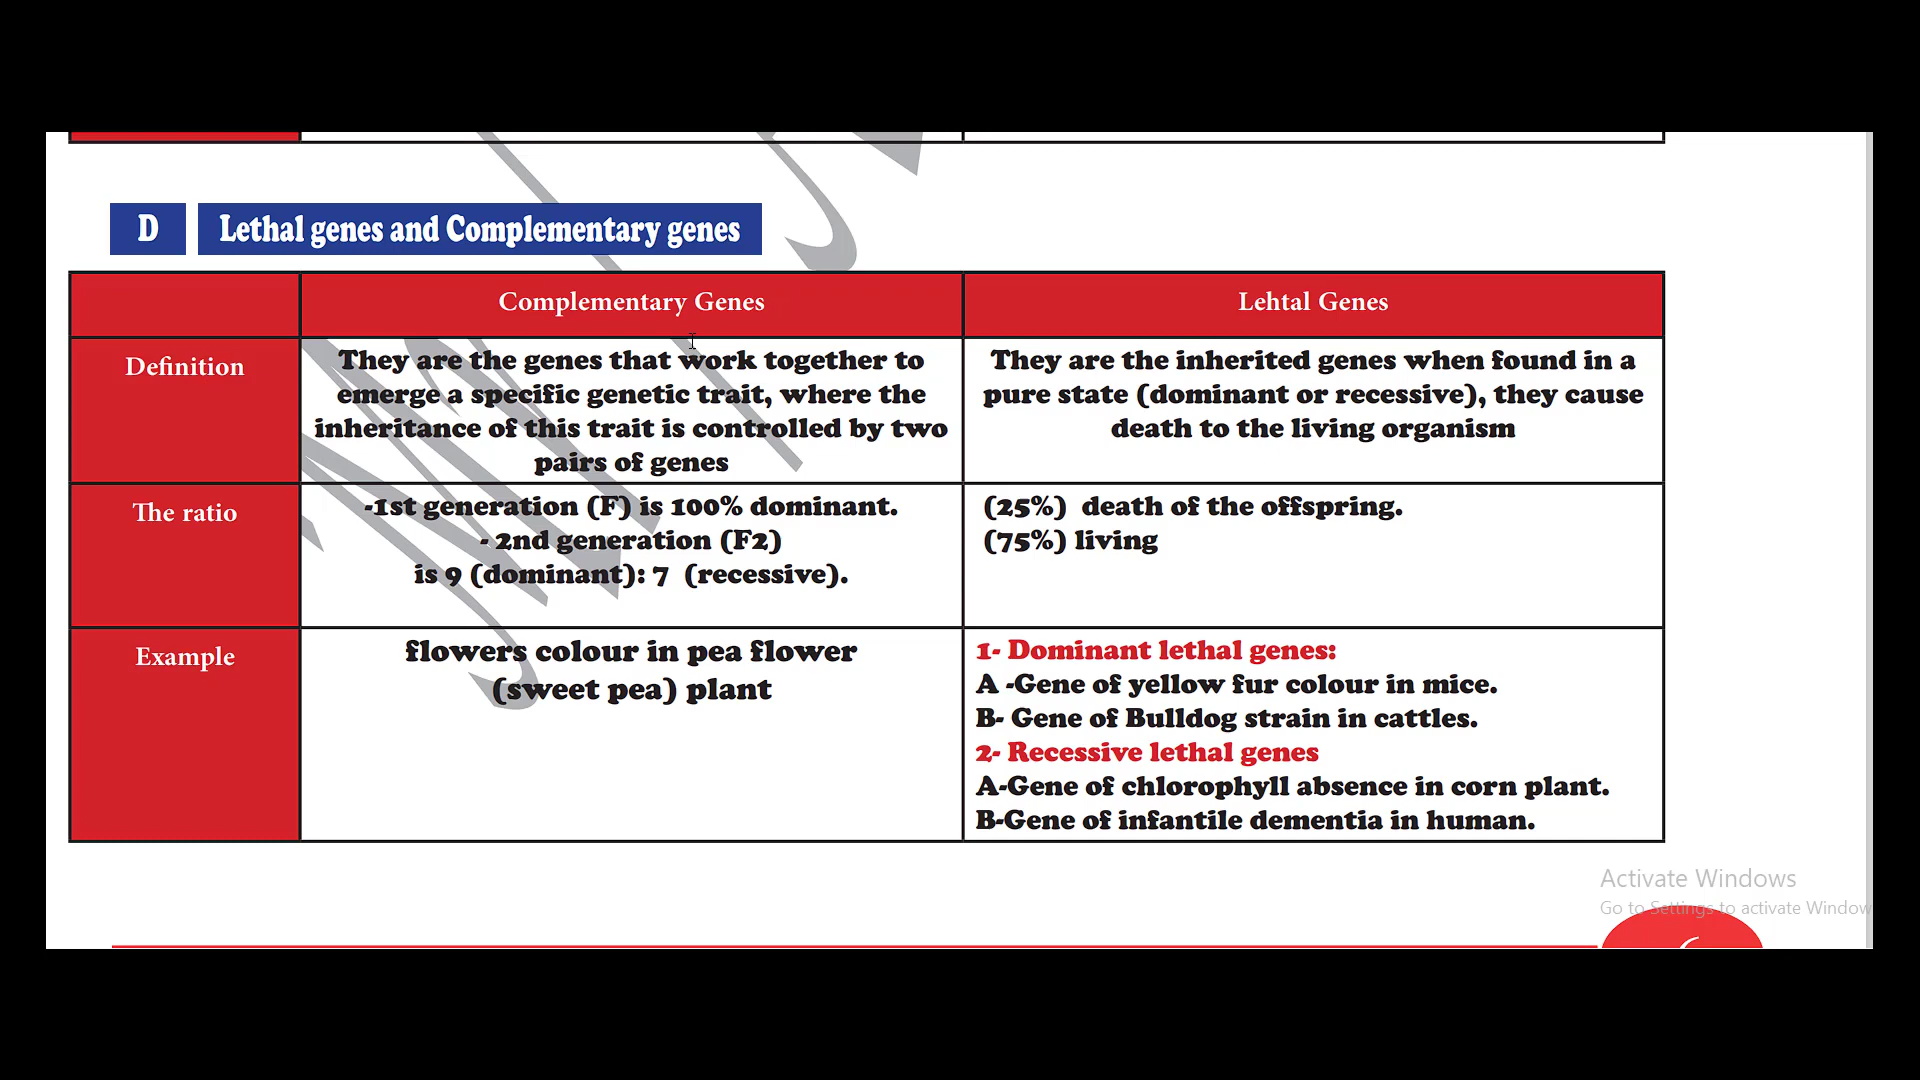 D Lethal genes and Complementary genes
Complementary Genes Lehtal Genes
Definition
They are the genes that work together to
emerge a specific genetic trait, where the
inheritance of this trait is controlled by two
pairs of genes
They are the inherited genes when found in a
pure state (dominant or recessive), they cause
death to the living organism
The ratio
-1st generation (F) is 100% dominant.
- 2nd generation (F2)
is 9 (dominant): 7 (recessive).
(25%) death of the offspring.
(75%) living
Example
flowers colour in pea flower
(sweet pea) plant
1- Dominant lethal genes:
A -Gene of yellow fur colour in mice.
B- Gene of Bulldog strain in cattles.
2- Recessive lethal genes
A-Gene of chlorophyll absence in corn plant.
B-Gene of infantile dementia in human.
Activate Windows
Go to Settings to activate Window